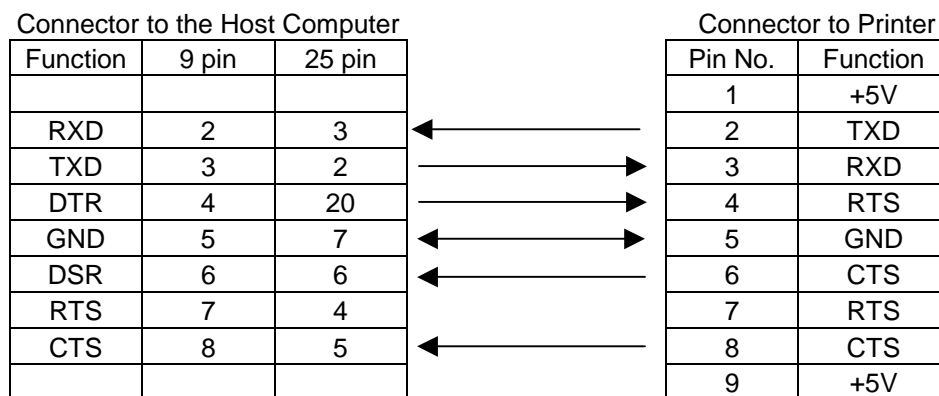 Connector to the Host Computer Connector to Printer
Function 9 pin 25 pin Pin No. Function
1 +5V
RXD 2 3 2 TXD
TXD 3 2 3 RXD
DTR 4 20 4 RTS
GND 5 7 5 GND
DSR 6 6 6 CTS
RTS 7 4 7 RTS
CTS 8 5 8 CTS
9 +5V